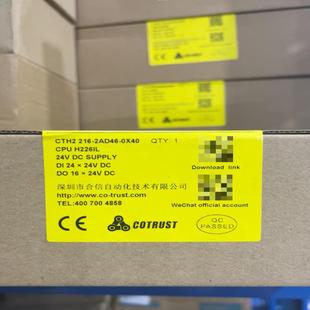 CTH2 216-2AD46-0X40 QTY 1
CPU H226IL
24V DC SUPPLY
DI 24 × 24V DC
DO 16 × 24V DC
Download link
深圳市合信自动化技术有限公司
www.co-trust.com
TEL:400 700 4858
WeChat official account
CE
COTRUST
QC
PASSED